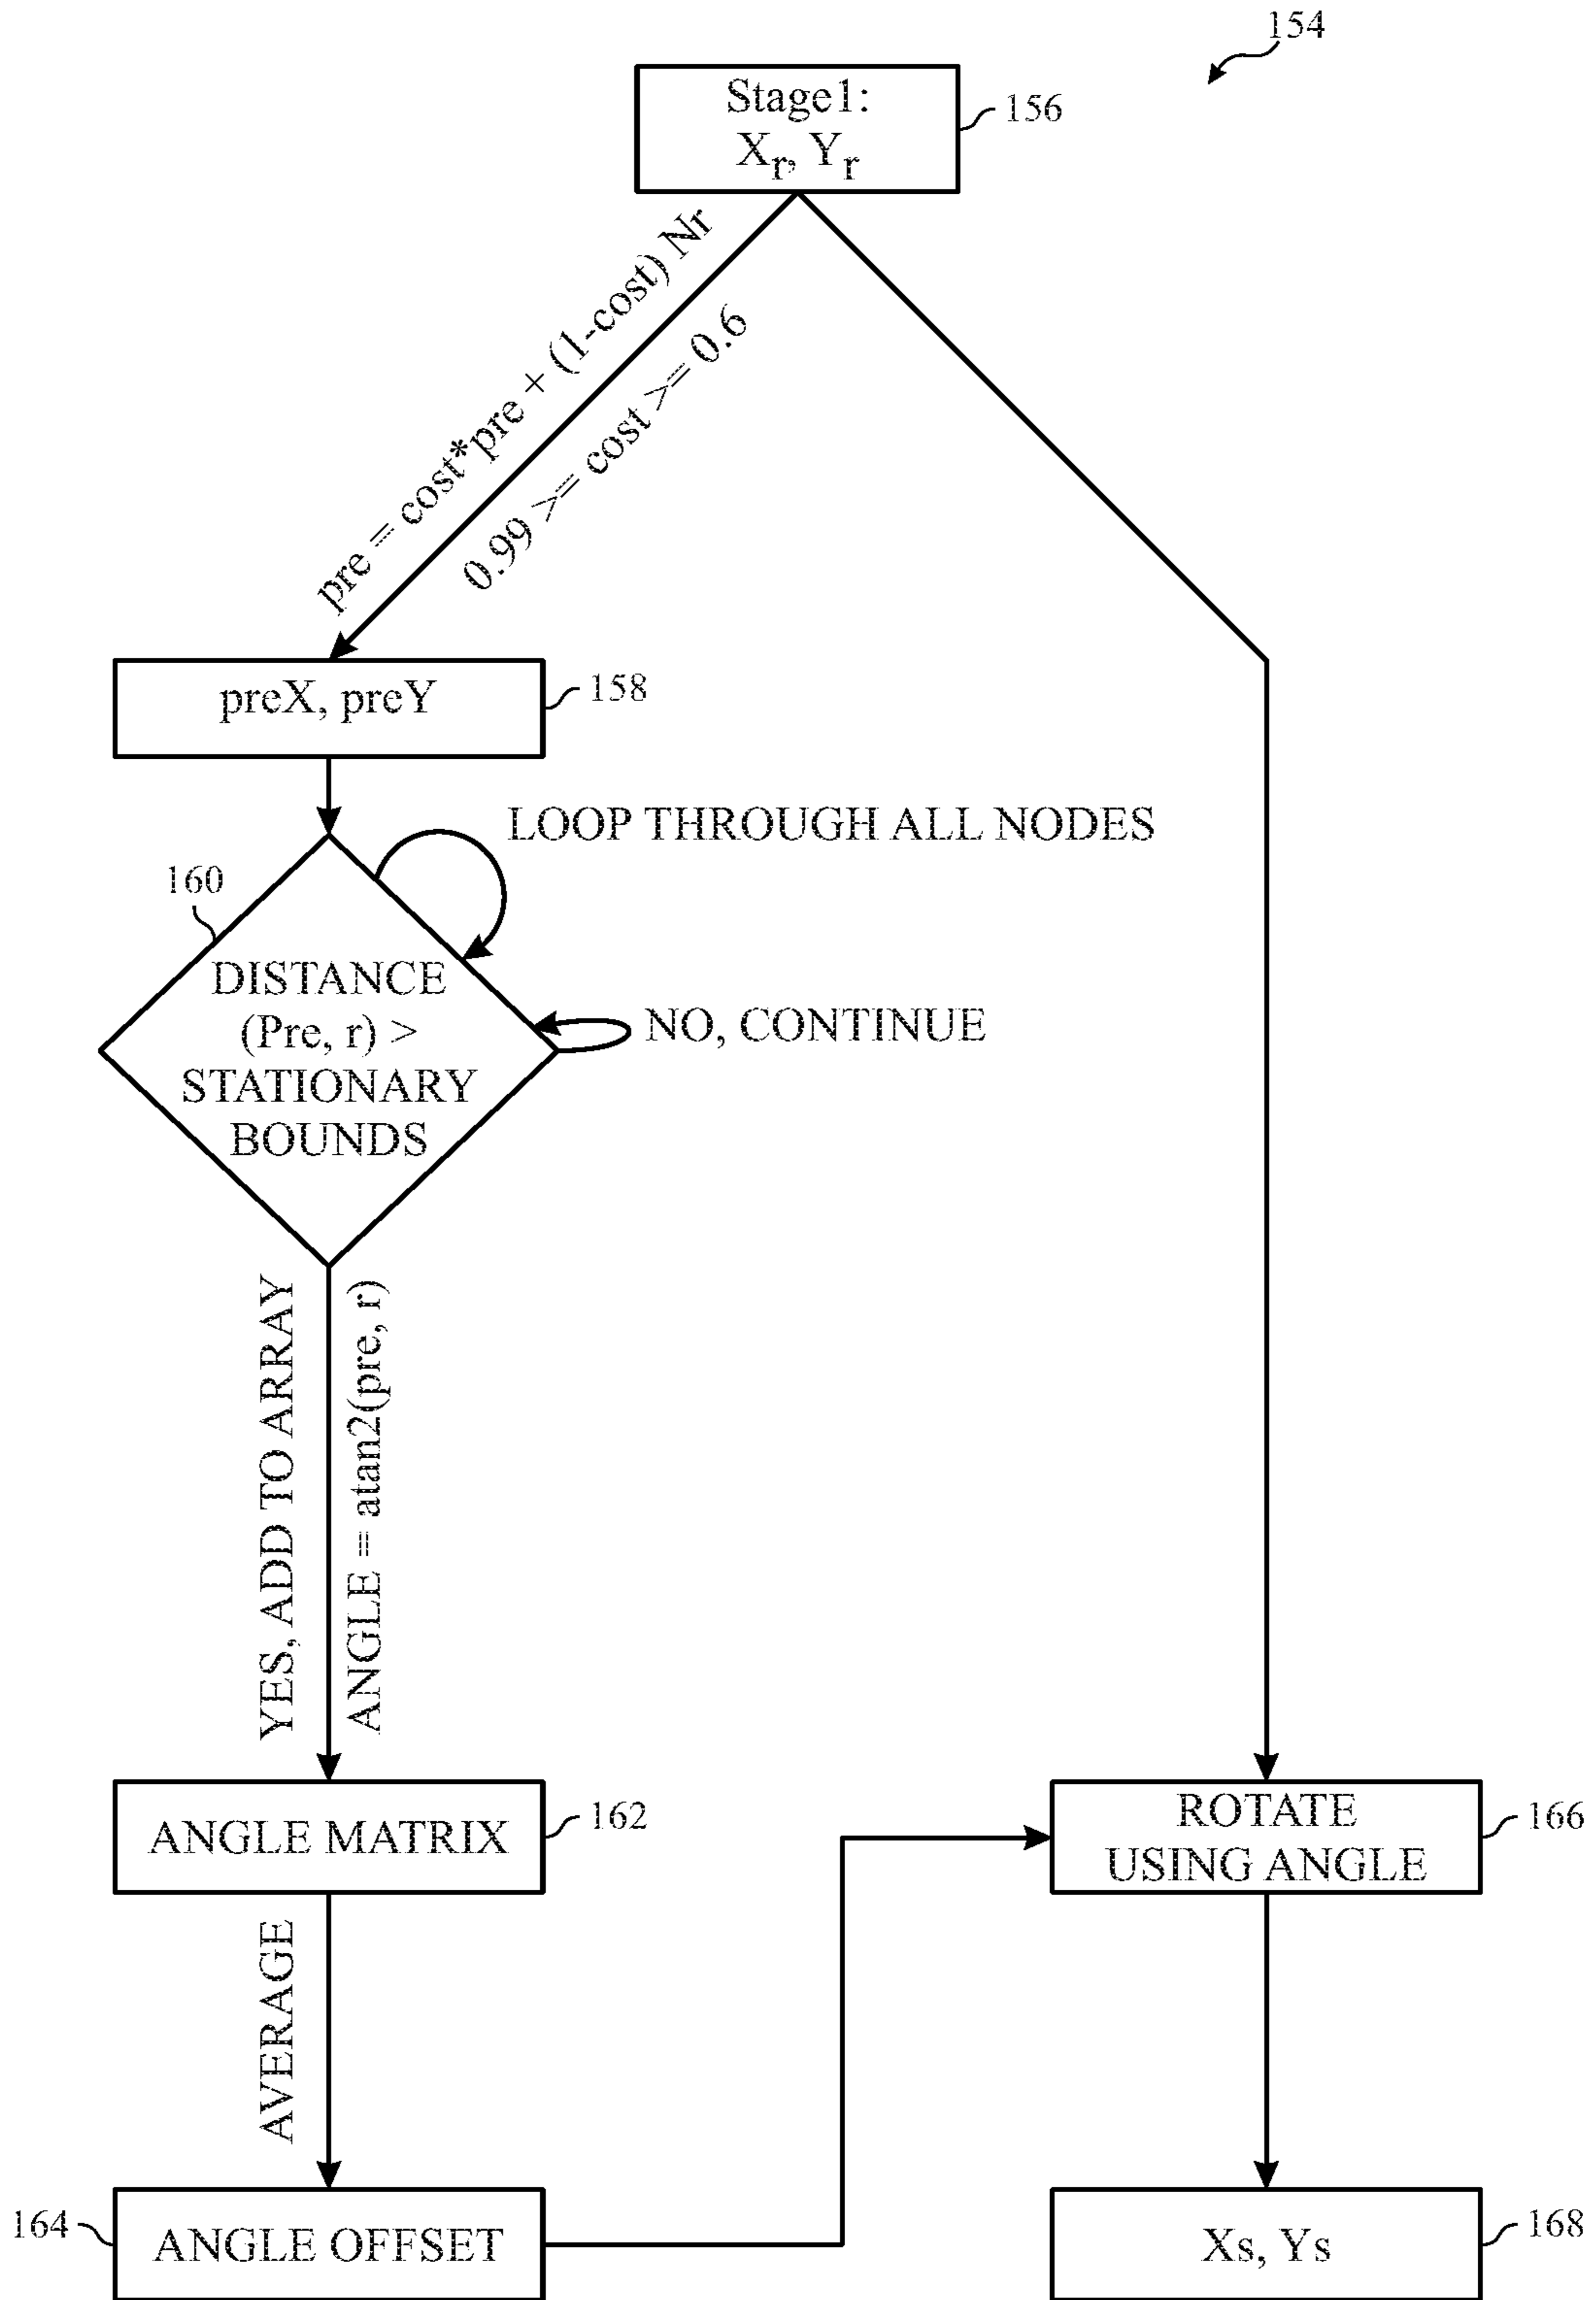 154
Stage1:
Xr, Yr
156
pre = cost*pre + (1-cost) Nr
0.99 >= cost >= 0.6
preX, preY
158
LOOP THROUGH ALL NODES
160
DISTANCE
(Pre, r) >
STATIONARY
BOUNDS
NO, CONTINUE
YES, ADD TO ARRAY
ANGLE = atan2(pre, r)
ANGLE MATRIX
162
ROTATE
USING ANGLE
166
AVERAGE
164
ANGLE OFFSET
Xs, Ys
168